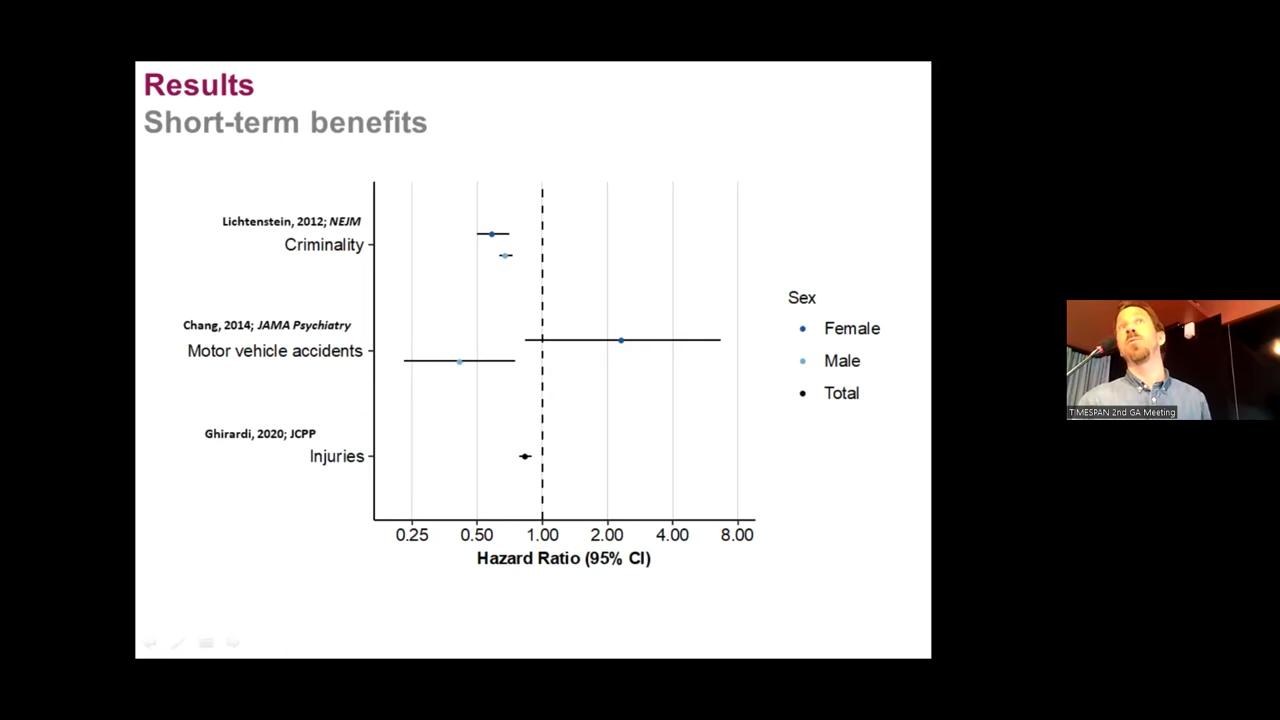 Results
Short-term benefits
Lichtenstein, 2012; NEJM
Criminality
Chang, 2014; JAMA Psychiatry
Motor vehicle accidents
Ghirardi, 2020; JCPP
Injuries
0.25 0.50 1.00 2.00 4.00 8.00
Hazard Ratio (95% CI)
Sex
Female
Male
Total
TIMESPAN 2nd GA Meeting